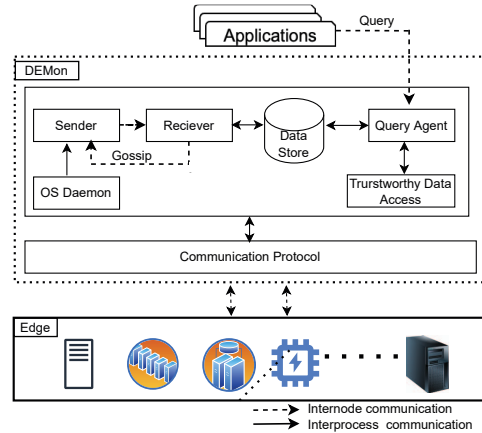 Query
Applications
DEMon
Sender
Reciever
Data
Store
Query Agent
Gossip
OS Daemon
Trurstworthy Data
Access
Communication Protocol
Edge
Internode communication
Interprocess communication